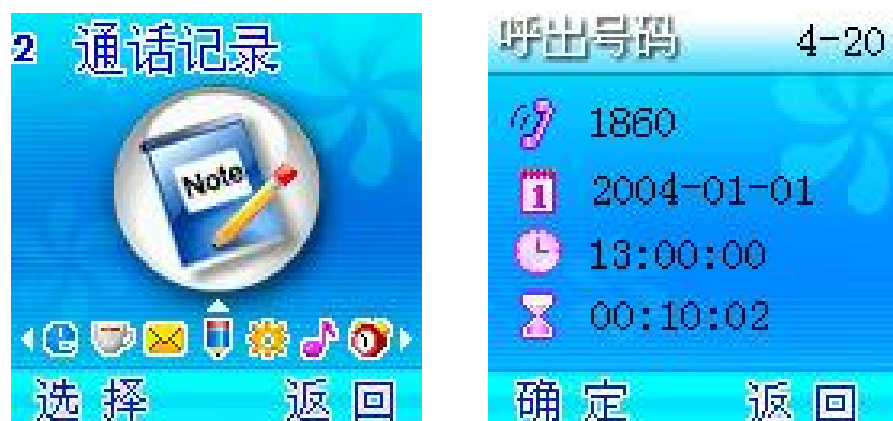 2 通话记录
Note
选择 返回
呼出号码 4-20
1860
1 2004-01-01
13:00:00
00:10:02
确定 返回